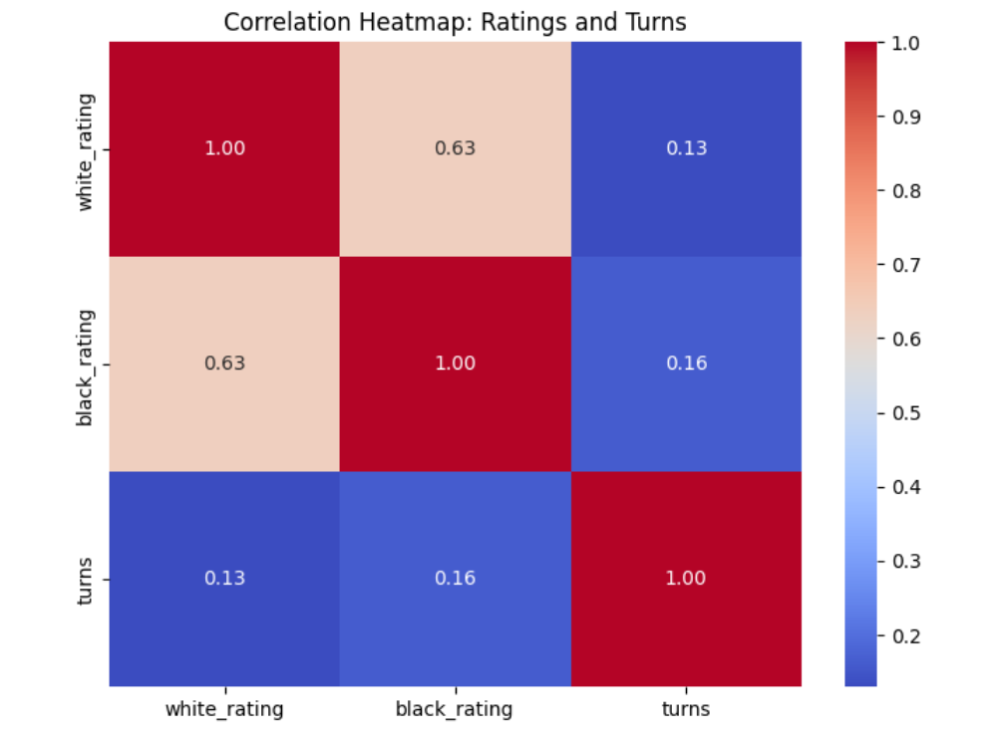 Correlation Heatmap: Ratings and Turns
white_rating 1.00 0.63 0.13
black_rating 0.63 1.00 0.16
turns 0.13 0.16 1.00
white_rating black_rating turns
1.0
0.9
0.8
0.7
0.6
0.5
0.4
0.3
0.2